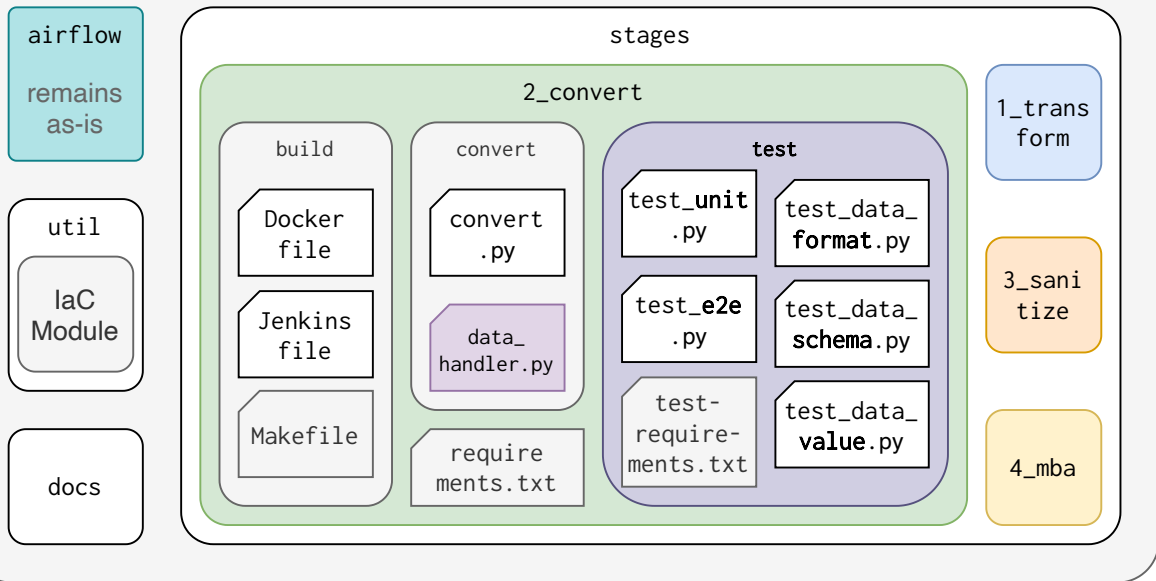 airflow
remains
as-is
util
IaC
Module
docs
stages
2_convert
build
Docker
file
Jenkins
file
Makefile
convert
convert
.py
data_
handler.py
require
ments.txt
test
test_unit
.py
test_e2e
.py
test-
require-
ments.txt
test_data_
format.py
test_data_
schema.py
test_data_
value.py
1_trans
form
3_sani
tize
4_mba